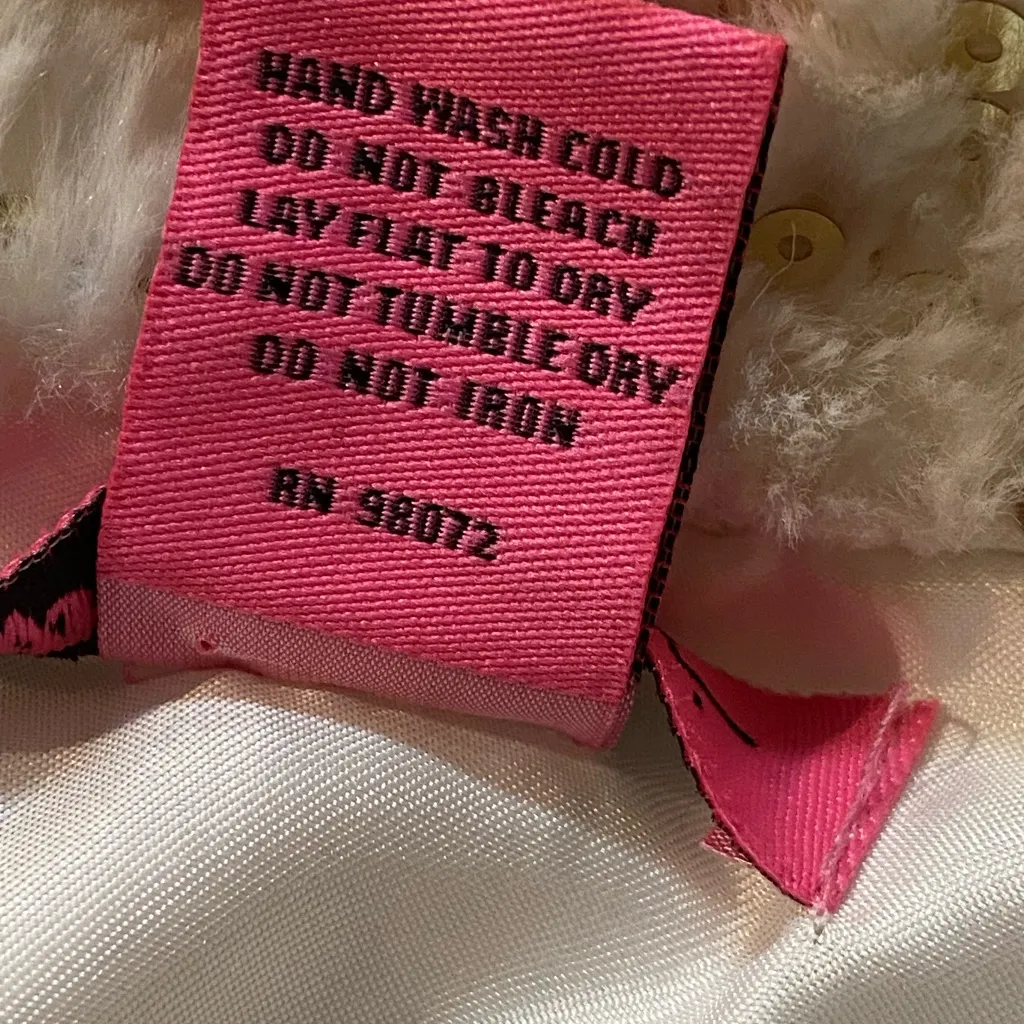 HAND WASH COLD
DO NOT BLEACH
LAY FLAT TO DRY
DO NOT TUMBLE DRY
DO NOT IRON
RN 98072